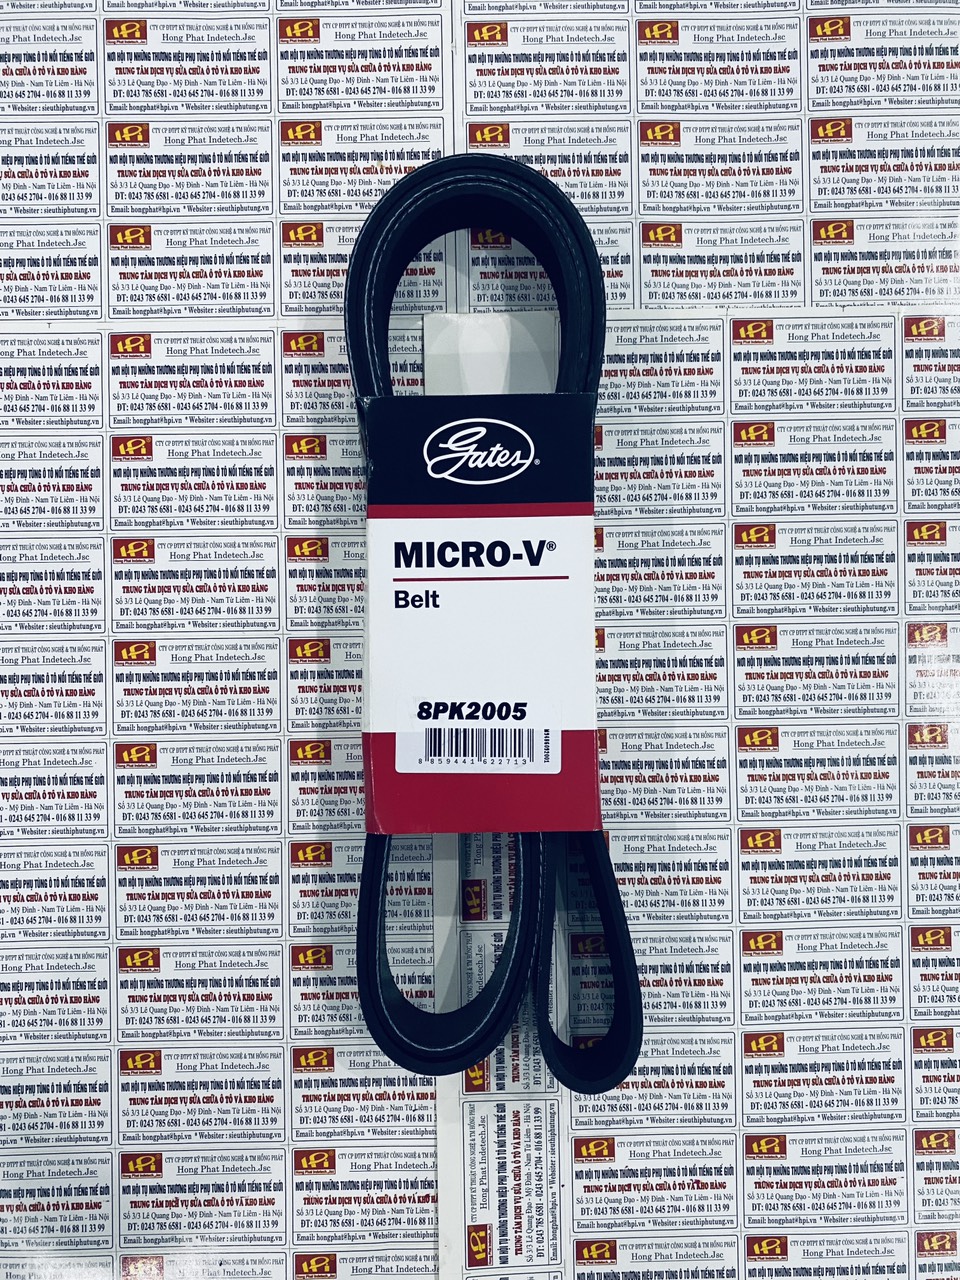 Gates®
MICRO-V®
Belt
8PK2005
8 859441 622713
CTY CP ĐTPT KỸ THUẬT CÔNG NGHỆ & TM HỒNG PHÁT
Hong Phat Indetech.Jsc
NƠI HỘI TỤ NHỮNG THƯƠNG HIỆU PHỤ TÙNG Ô TÔ NỔI TIẾNG THẾ GIỚI
TRUNG TÂM DỊCH VỤ SỬA CHỮA Ô TÔ VÀ KHO HÀNG
Số 3/3 Lê Quang Đạo - Mỹ Đình - Nam Từ Liêm - Hà Nội
ĐT: 0243 785 6581 - 0243 645 2704 - 016 88 11 33 99
Email: hongphat@hpi.vn * Websiter : sieuthiphutung.vn